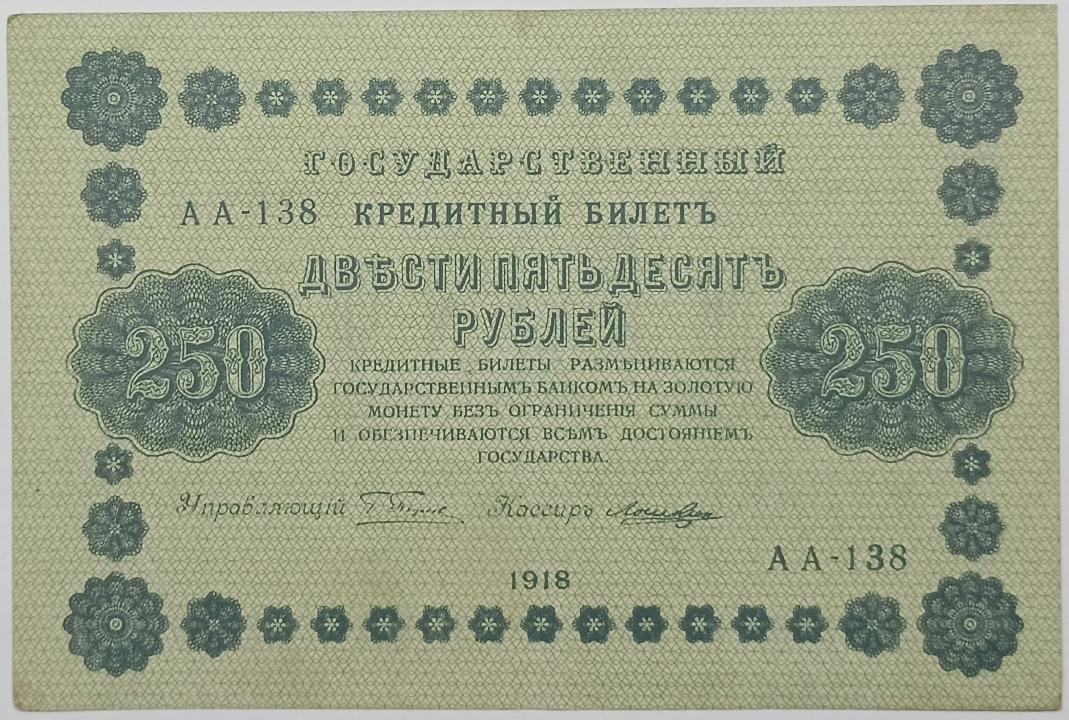 ГОСУДАРСТВЕННЫЙ
АА-138 КРЕДИТНЫЙ БИЛЕТЪ
ДВѢСТИ ПЯТЬДЕСЯТЪ
РУБЛЕЙ
250
250
КРЕДИТНЫЕ БИЛЕТЫ РАЗМѢНИВАЮТСЯ
ГОСУДАРСТВЕННЫМЪ БАНКОМЪ НА ЗОЛОТУЮ
МОНЕТУ БЕЗЪ ОГРАНИЧЕНІЯ СУММЫ
И ОБЕЗПЕЧИВАЮТСЯ ВСѢМЪ ДОСТОЯНІЕМЪ
ГОСУДАРСТВА.
Управляющій Кассиръ
АА-138
1918